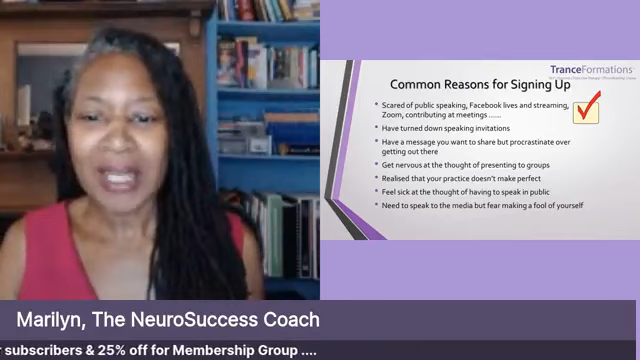 TranceFormations
Common Reasons for Signing Up
• Scared of public speaking, Facebook lives and streaming,
Zoom, contributing at meetings ......
• Have turned down speaking invitations
• Have a message you want to share but procrastinate over
getting out there
• Get nervous at the thought of presenting to groups
• Realised that your practice doesn't make perfect
• Feel sick at the thought of having to speak in public
• Need to speak to the media but fear making a fool of yourself
Marilyn, The NeuroSuccess Coach
r subscribers & 25% off for Membership Group ....